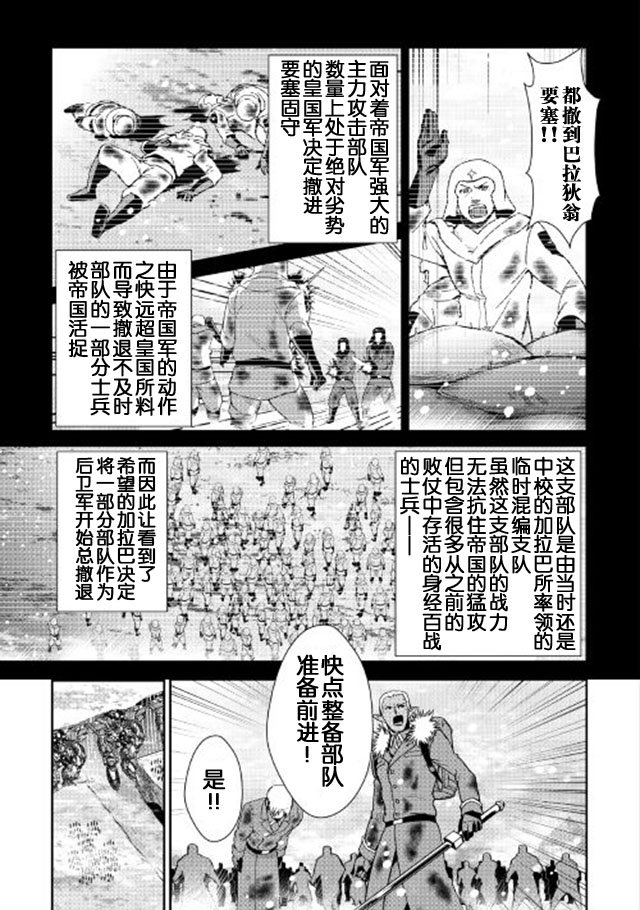 都撤到巴拉狄翁
要塞!!
面对着帝国军强大的
主力攻击部队
数量上处于绝对劣势
的皇国军决定撤进
要塞固守
由于帝国军的动作
之快远超皇国所料
而导致撤退不及时
部队的一部分士兵
被帝国活捉
这支部队是由当时还是
中校的加拉巴所率领的
临时混编支队
虽然这支部队的战力
无法抗住帝国的猛攻
但包含很多从之前的
败仗中存活的身经百战
的士兵——
而因此让看到了
希望的加拉巴决定
将一部分部队作为
后卫军开始总撤退
快点整备部队
准备前进！
是!!